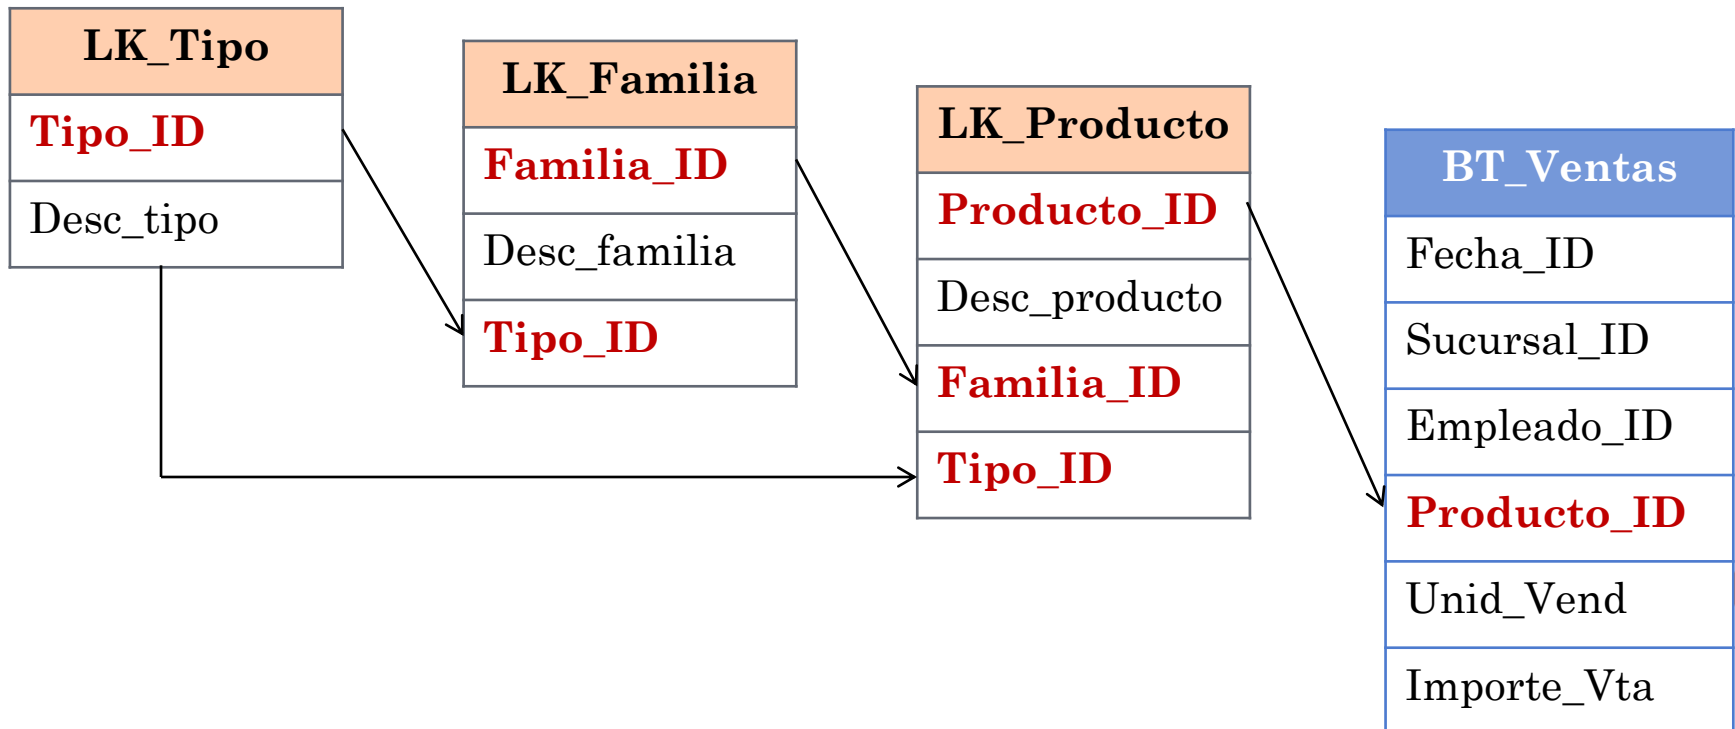 LK_Tipo
Tipo_ID
Desc_tipo
LK_Familia
Familia_ID
Desc_familia
Tipo_ID
LK_Producto
Producto_ID
Desc_producto
Familia_ID
Tipo_ID
BT_Ventas
Fecha_ID
Sucursal_ID
Empleado_ID
Producto_ID
Unid_Vend
Importe_Vta